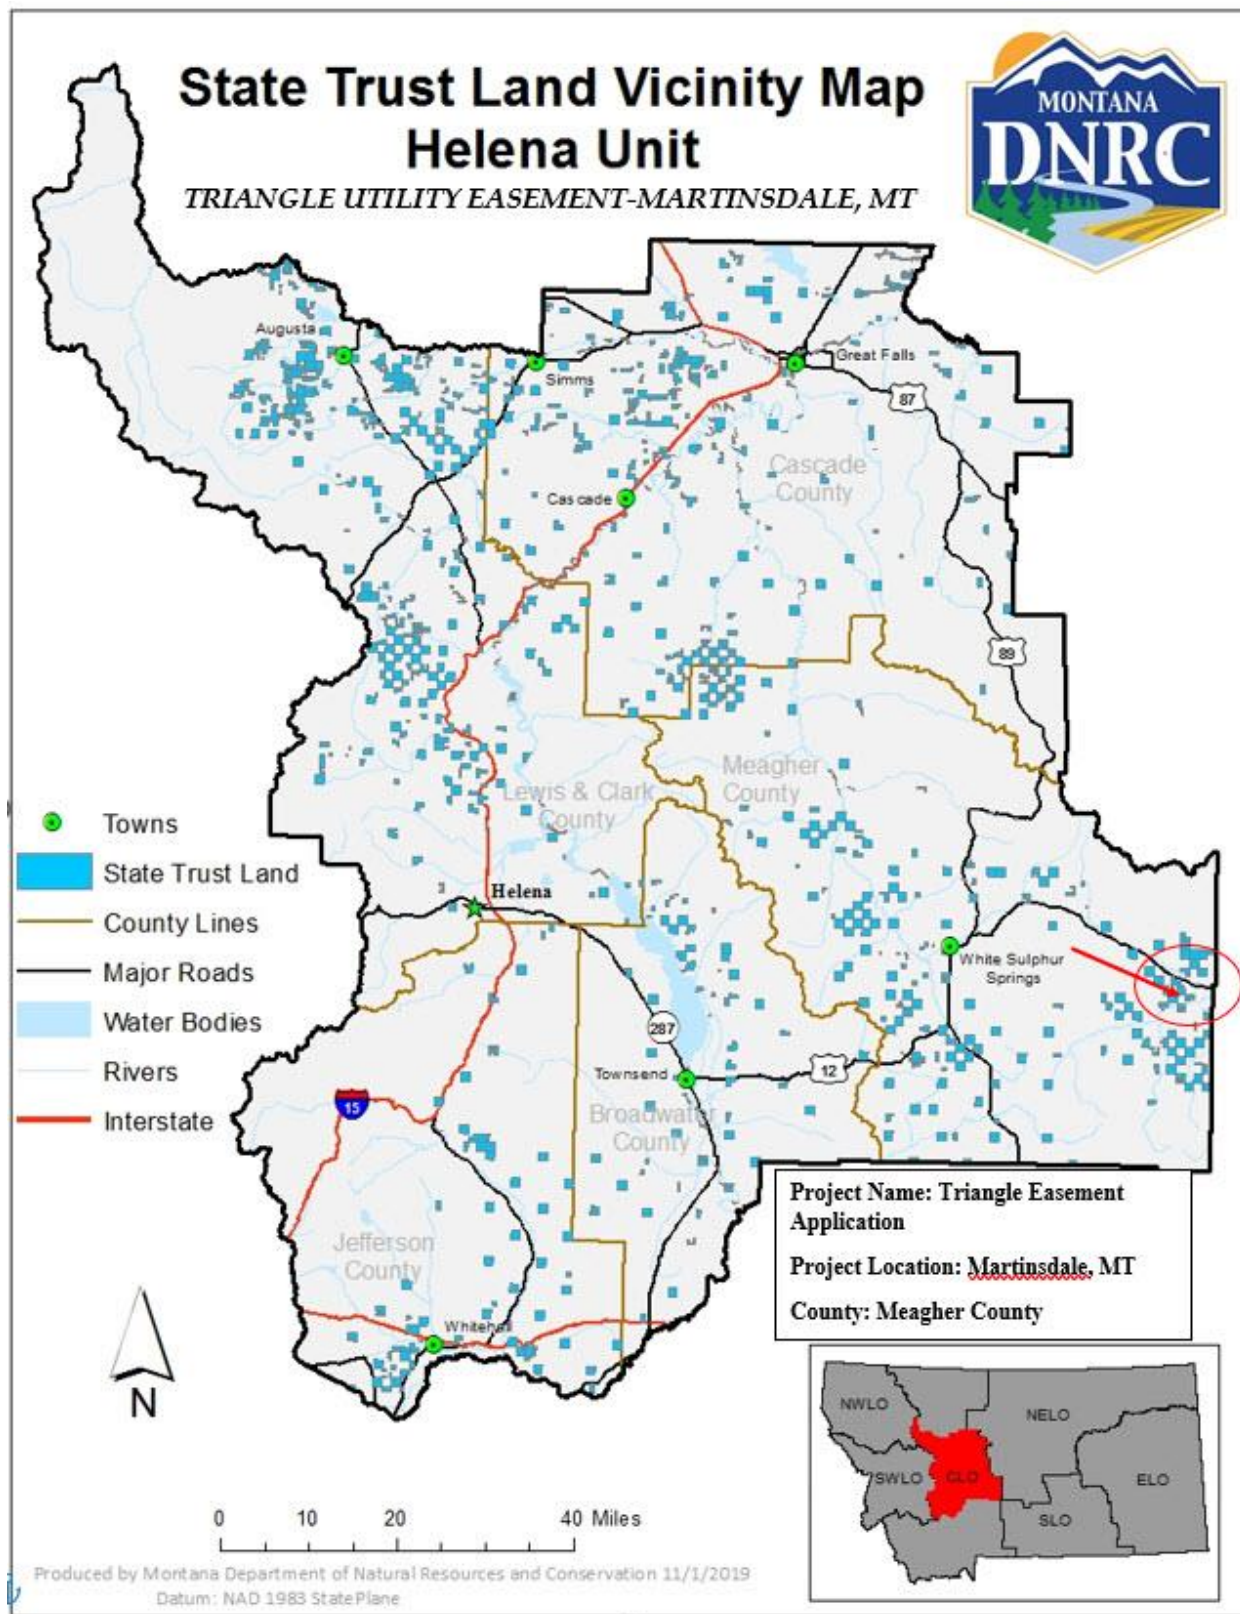 State Trust Land Vicinity Map
Helena Unit
TRIANGLE UTILITY EASEMENT-MARTINSDALE, MT
MONTANA
DNRC
Augusta
Simms
Great Falls
87
Cascade
County
Cascade
89
Meagher
County
Lewis & Clark
County
Towns
State Trust Land
County Lines
Major Roads
Water Bodies
Rivers
Interstate
Helena
White Sulphur
Springs
287
12
Townsend
Broadwater
County
15
Jefferson
County
Whitehall
Project Name: Triangle Easement
Application
Project Location: Martinsdale, MT
County: Meagher County
N
NWLO
NELO
SWLO
CLO
ELO
SLO
0 10 20 40 Miles
Produced by Montana Department of Natural Resources and Conservation 11/1/2019
Datum: NAD 1983 StatePlane